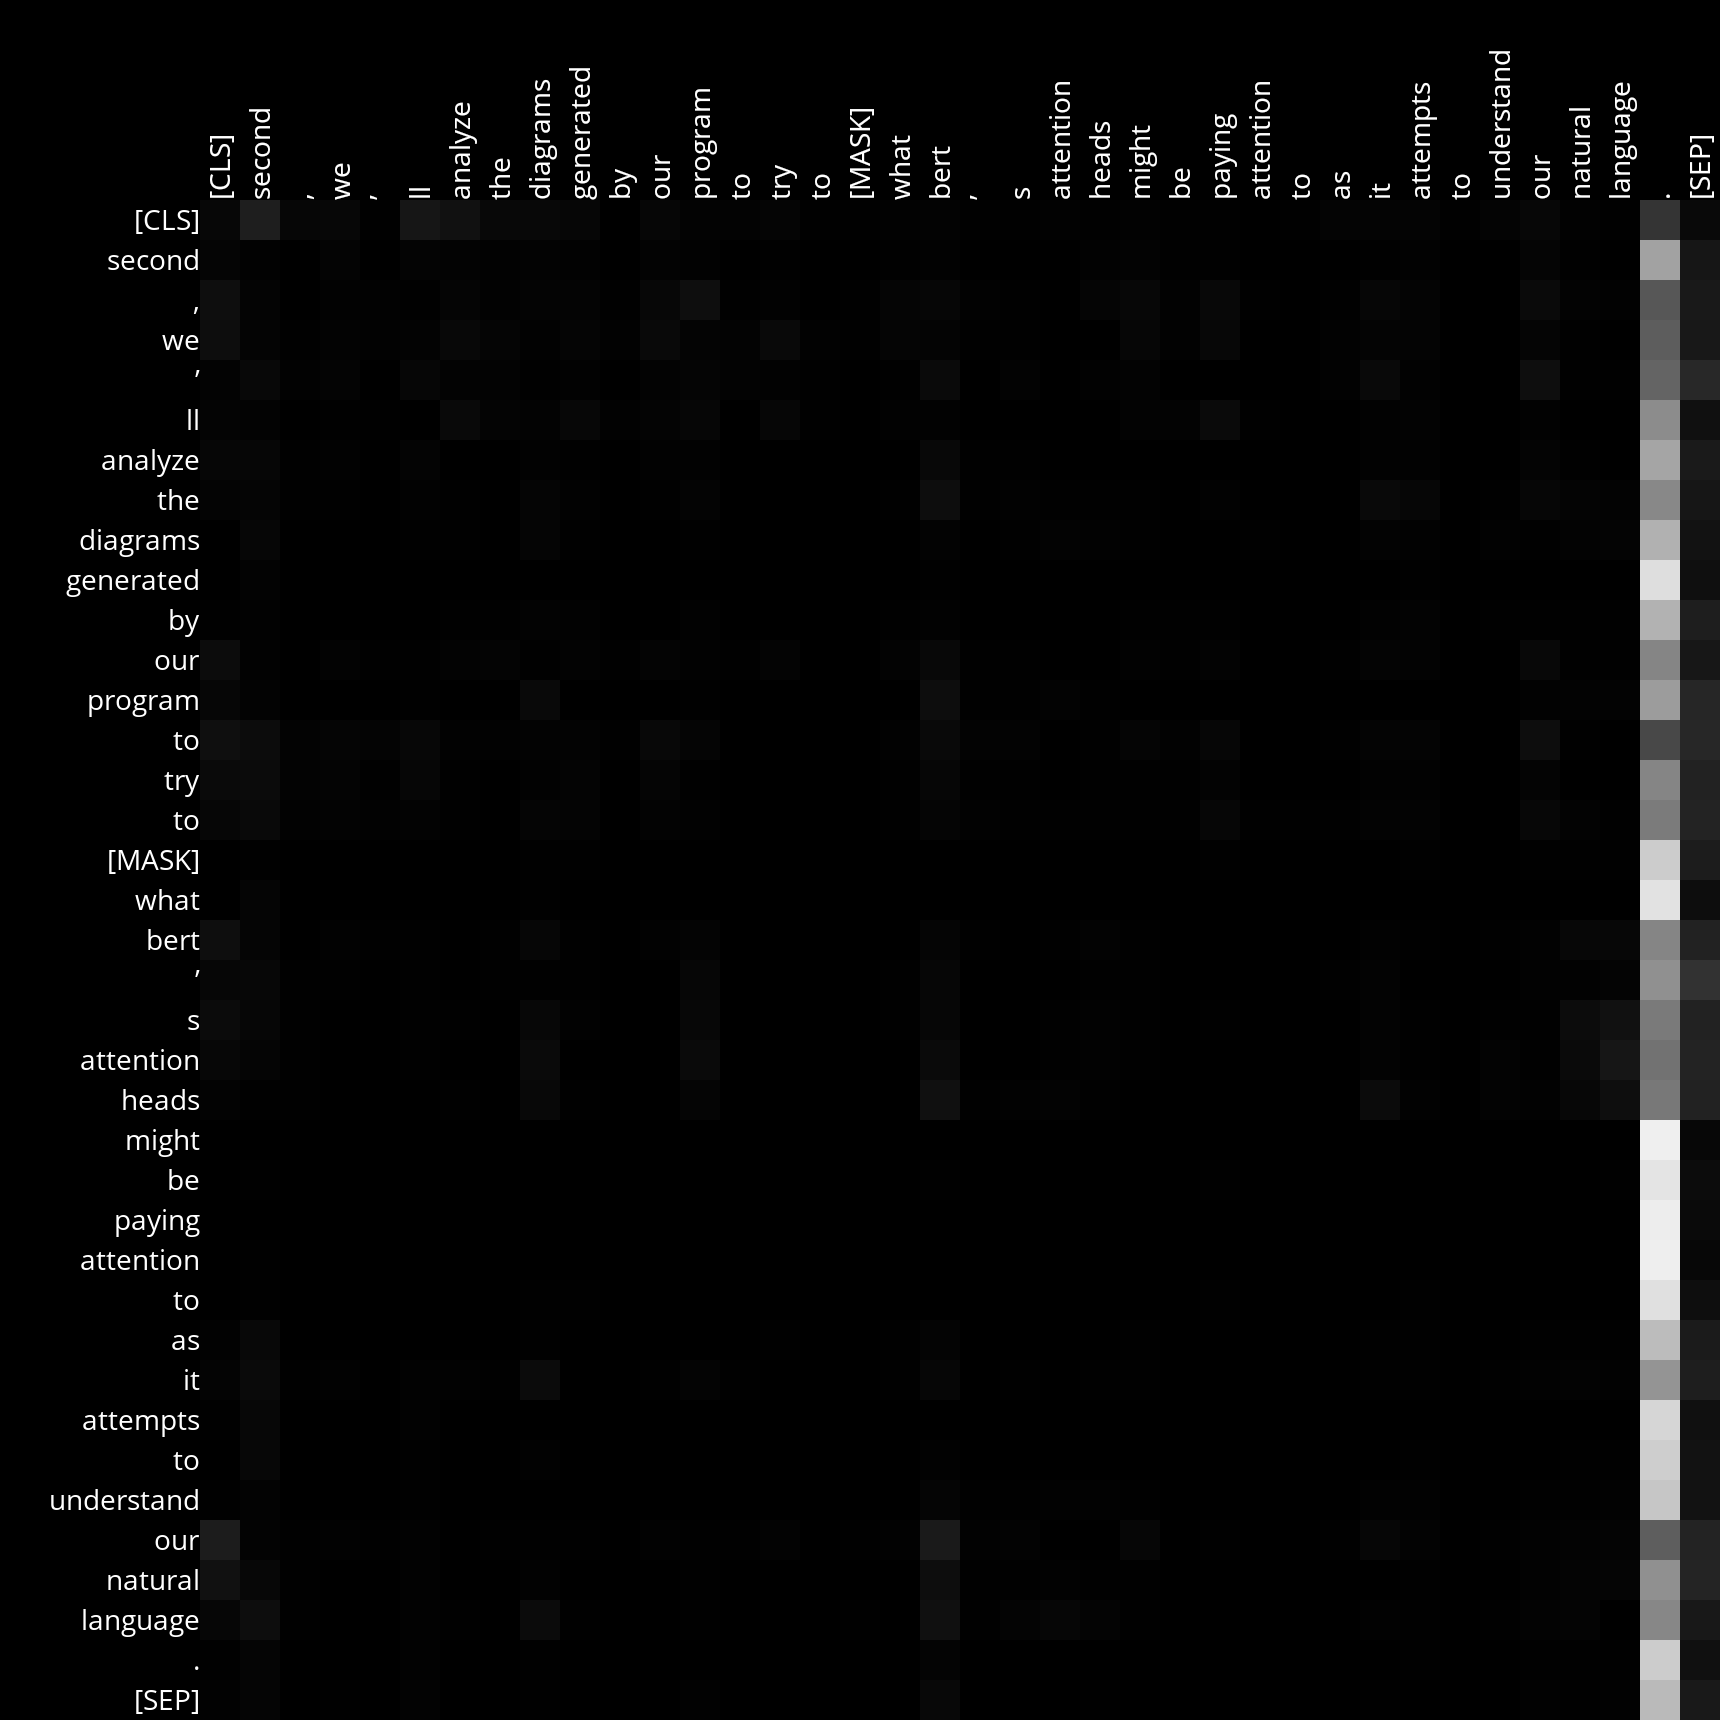 [CLS] second , we ' ll analyze the diagrams generated by our program to try to [MASK] what bert ' s attention heads might be paying attention to as it attempts to understand our natural language . [SEP]
[CLS]
second
,
we
'
ll
analyze
the
diagrams
generated
by
our
program
to
try
to
[MASK]
what
bert
'
s
attention
heads
might
be
paying
attention
to
as
it
attempts
to
understand
our
natural
language
.
[SEP]